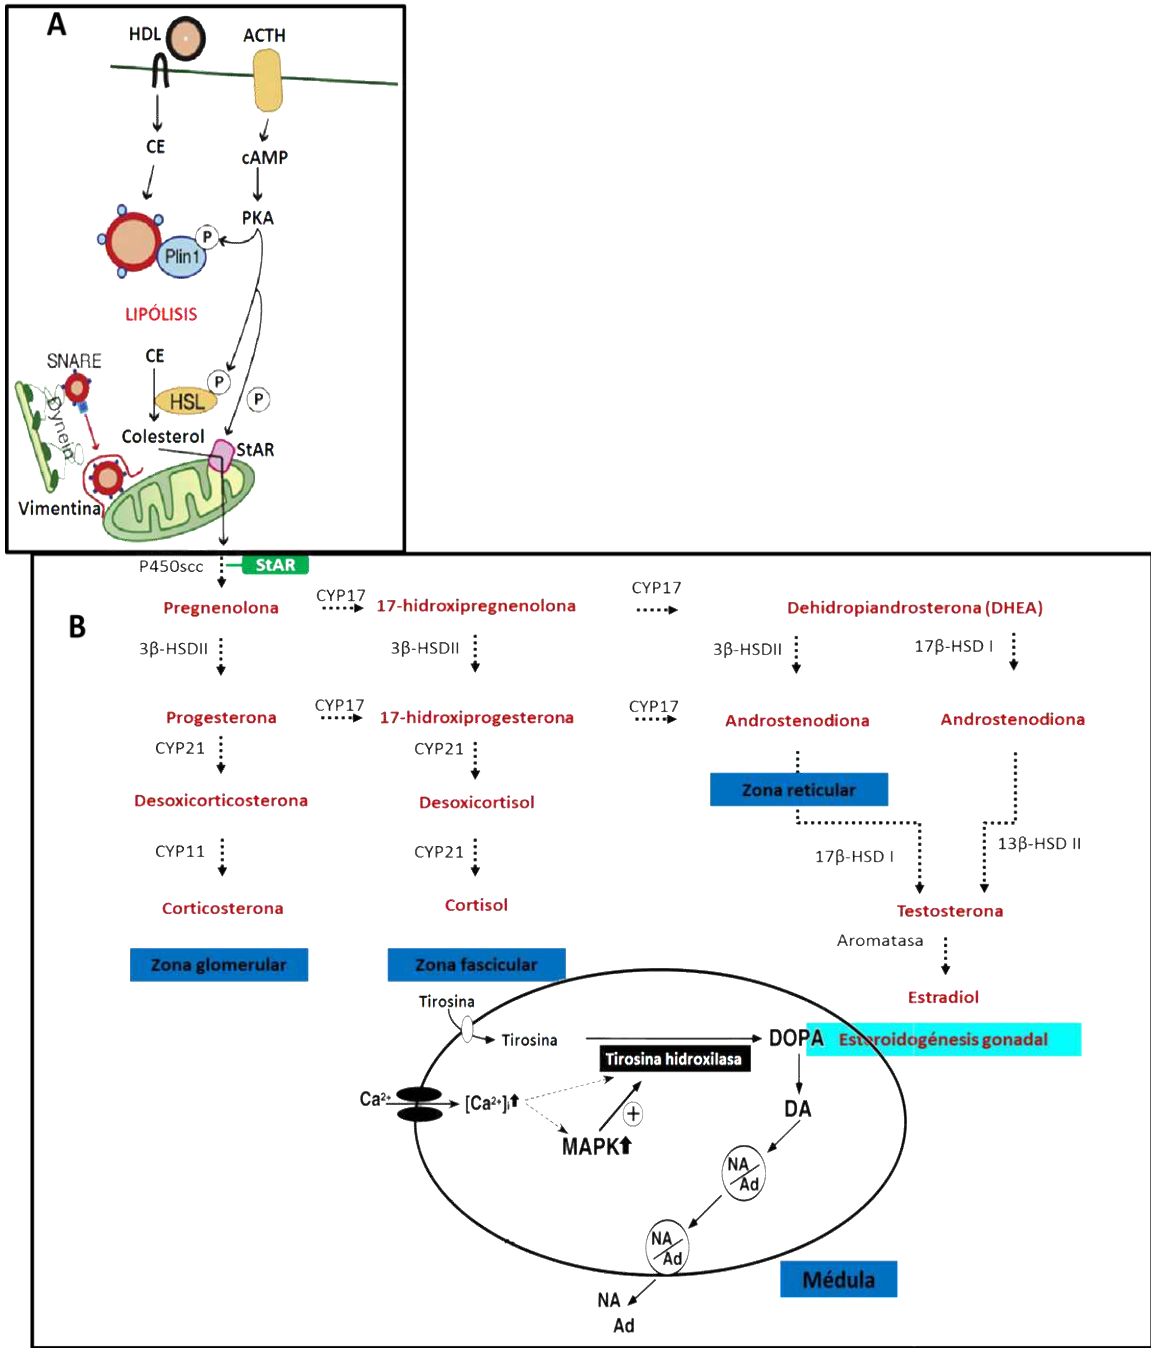 A
HDL
ACTH
CE
cAMP
PKA
P
Plin1
LIPÓLISIS
CE
SNARE
P
HSL
P
Dynein
Colesterol
StAR
Vimentina
P450scc
StAR
B
Pregnenolona
CYP17
17-hidroxipregnenolona
CYP17
Dehidropiandrosterona (DHEA)
3β-HSDII
3β-HSDII
3β-HSDII
17β-HSD I
Progesterona
CYP17
17-hidroxiprogesterona
CYP17
Androstenodiona
Androstenodiona
CYP21
CYP21
Zona reticular
Desoxicorticosterona
Desoxicortisol
CYP11
CYP21
17β-HSD I
13β-HSD II
Corticosterona
Cortisol
Testosterona
Aromatasa
Zona glomerular
Zona fascicular
Estradiol
Tirosina
Tirosina
DOPA
Esteroidogénesis gonadal
Tirosina hidroxilasa
Ca²⁺
[Ca²⁺]i
+
DA
MAPK
NA
Ad
NA
Ad
Médula
NA
Ad